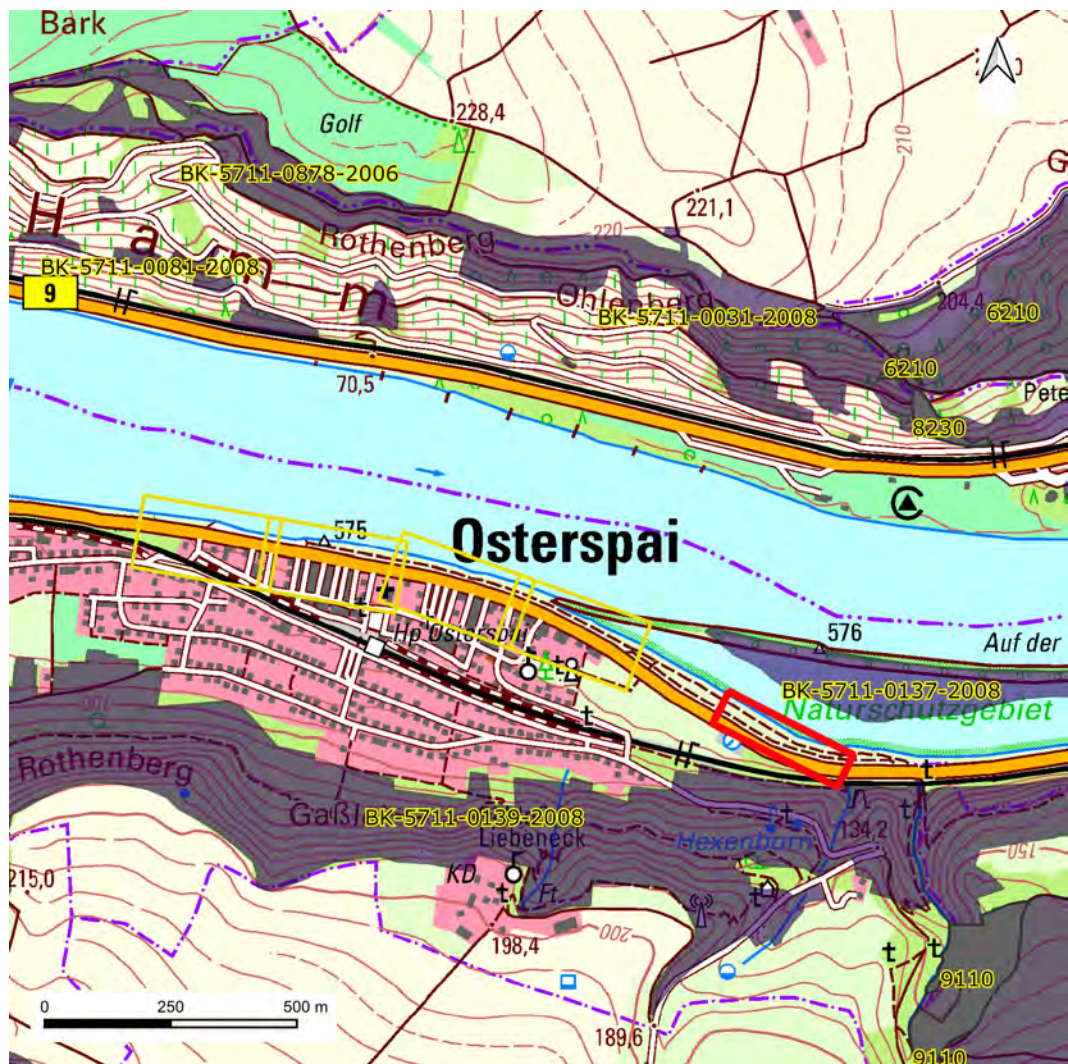 Bark
228,4
Golf
210
G
BK-5711-0878-2006
221,1
Hamm
Rothenberg
220
BK-5711-0081-2008
9
Ohlenberg
204,4
BK-5711-0031-2008
6210
6210
70,5
Pete
8230
575
Osterspai
Hp Osterspai
576
Auf der
BK-5711-0137-2008
Naturschutzgebiet
100
Rothenberg
BK-5711-0139-2008
Liebeneck
Hexenborn
134,2
150
215,0
KD
Ft.
198,4
200
9110
0 250 500 m
189,6
9110